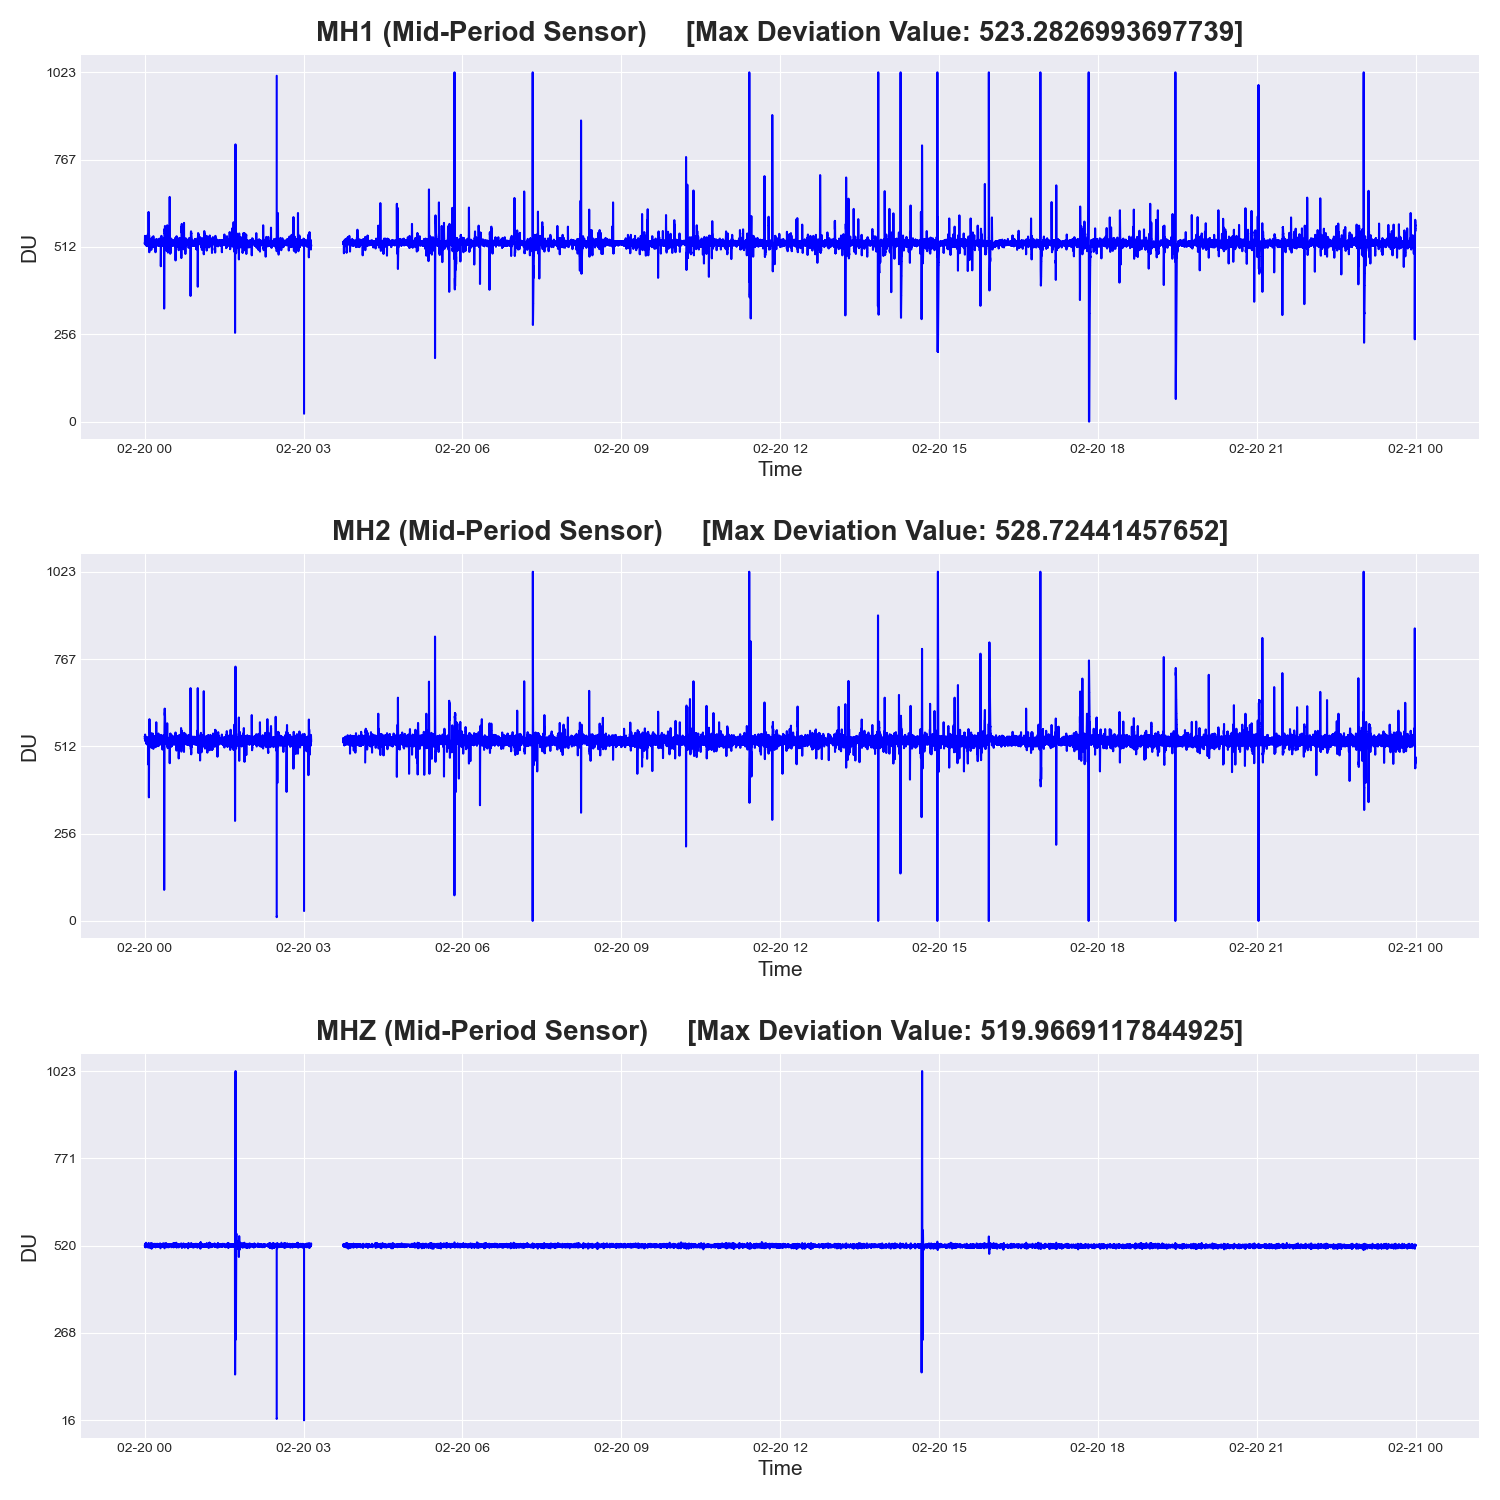 MH1 (Mid-Period Sensor) [Max Deviation Value: 523.2826993697739]
1023
767
512
256
0
DU
02-20 00 02-20 03 02-20 06 02-20 09 02-20 12 02-20 15 02-20 18 02-20 21 02-21 00
Time
MH2 (Mid-Period Sensor) [Max Deviation Value: 528.72441457652]
1023
767
512
256
0
DU
02-20 00 02-20 03 02-20 06 02-20 09 02-20 12 02-20 15 02-20 18 02-20 21 02-21 00
Time
MHZ (Mid-Period Sensor) [Max Deviation Value: 519.9669117844925]
1023
771
520
268
16
DU
02-20 00 02-20 03 02-20 06 02-20 09 02-20 12 02-20 15 02-20 18 02-20 21 02-21 00
Time